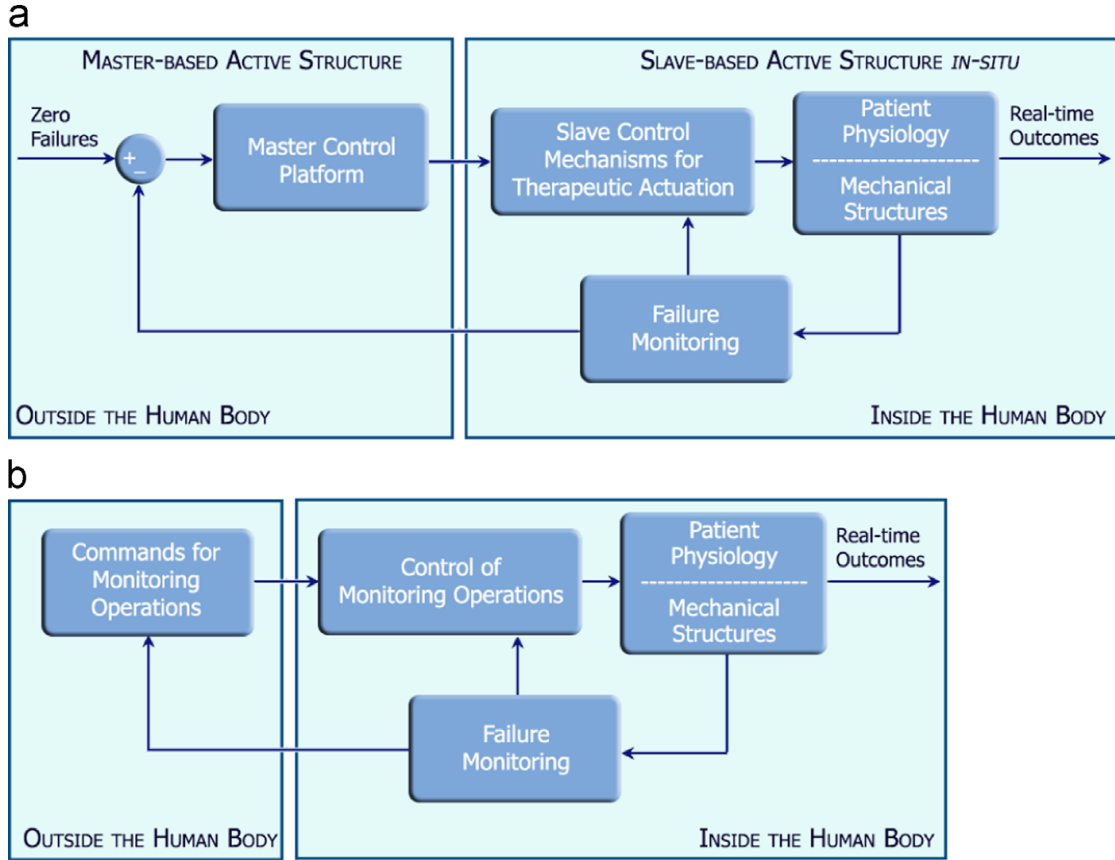 a
MASTER-BASED ACTIVE STRUCTURE
SLAVE-BASED ACTIVE STRUCTURE IN-SITU
Zero
Failures
+
−
Master Control
Platform
Slave Control
Mechanisms for
Therapeutic Actuation
Patient
Physiology
--------------------
Mechanical
Structures
Real-time
Outcomes
Failure
Monitoring
OUTSIDE THE HUMAN BODY
INSIDE THE HUMAN BODY
b
Commands for
Monitoring
Operations
Control of
Monitoring Operations
Patient
Physiology
--------------------
Mechanical
Structures
Real-time
Outcomes
Failure
Monitoring
OUTSIDE THE HUMAN BODY
INSIDE THE HUMAN BODY